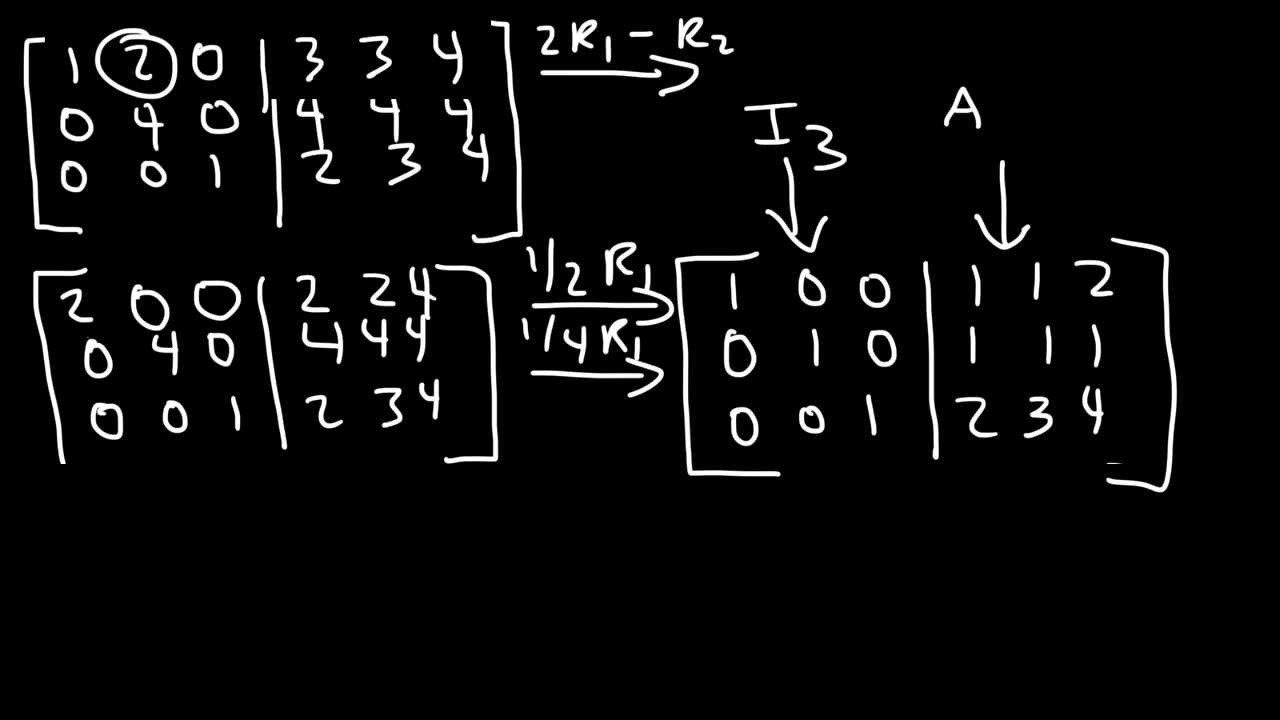 1 2 0 | 3 3 4 2R1 - R2
0 4 0 | 4 4 4
0 0 1 | 2 3 4
I3 A
2 0 0 | 2 2 4 1/2 R1
0 4 0 | 4 4 4 1/4 R1
0 0 1 | 2 3 4
1 0 0 | 1 1 2
0 1 0 | 1 1 1
0 0 1 | 2 3 4